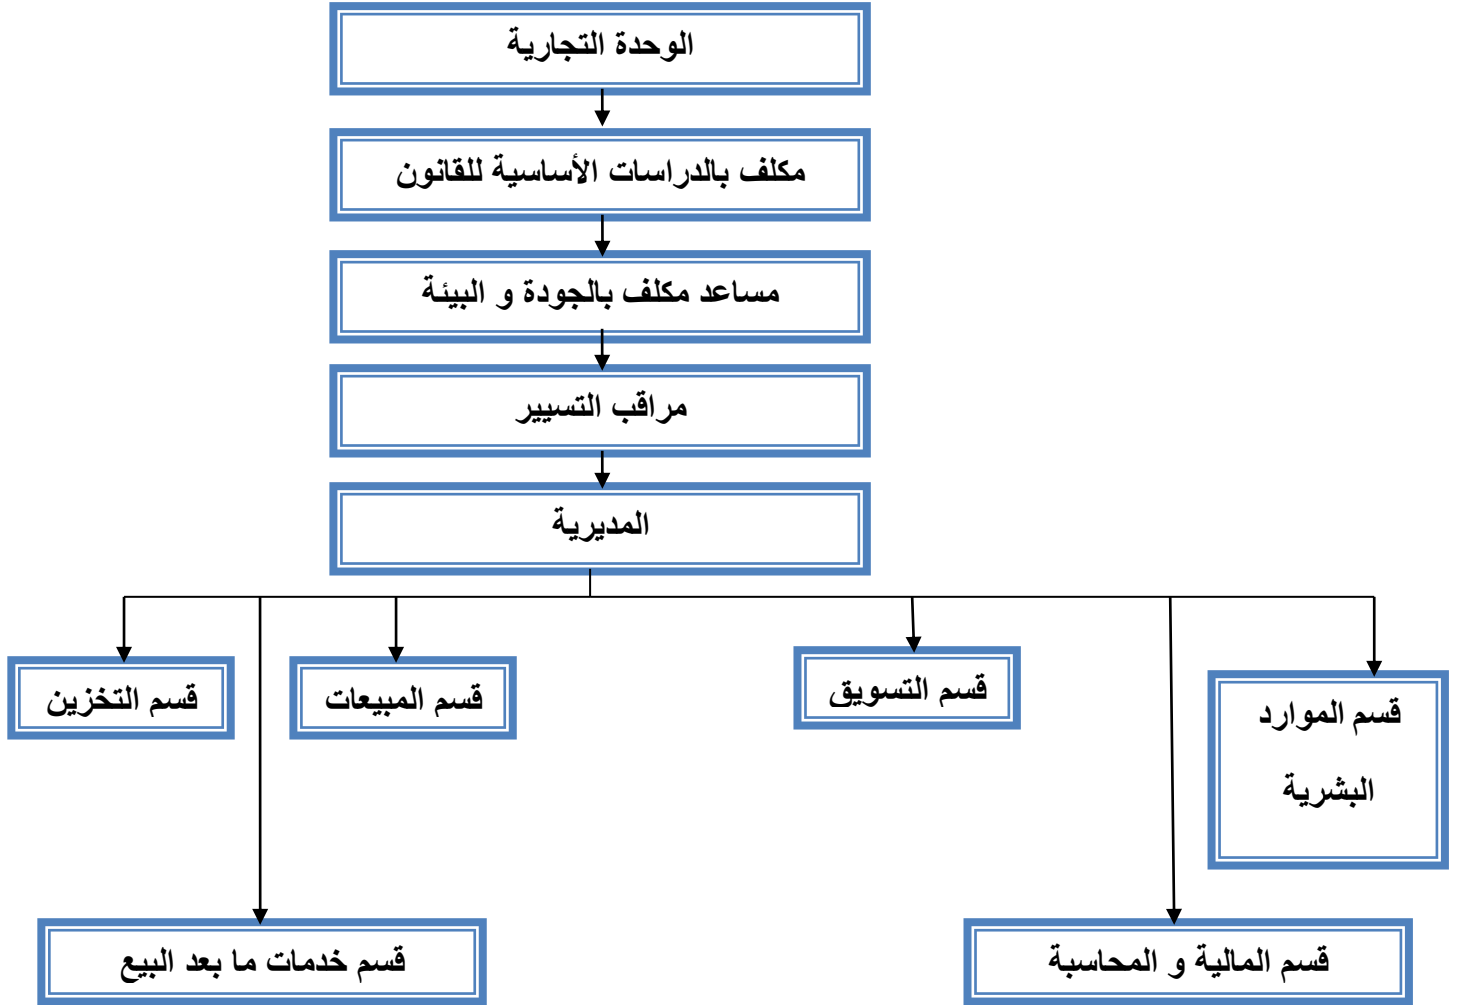 الوحدة التجارية
مكلف بالدراسات الأساسية للقانون
مساعد مكلف بالجودة و البيئة
مراقب التسيير
المديرية
قسم الموارد
البشرية
قسم التسويق
قسم المبيعات
قسم التخزين
قسم المالية و المحاسبة
قسم خدمات ما بعد البيع